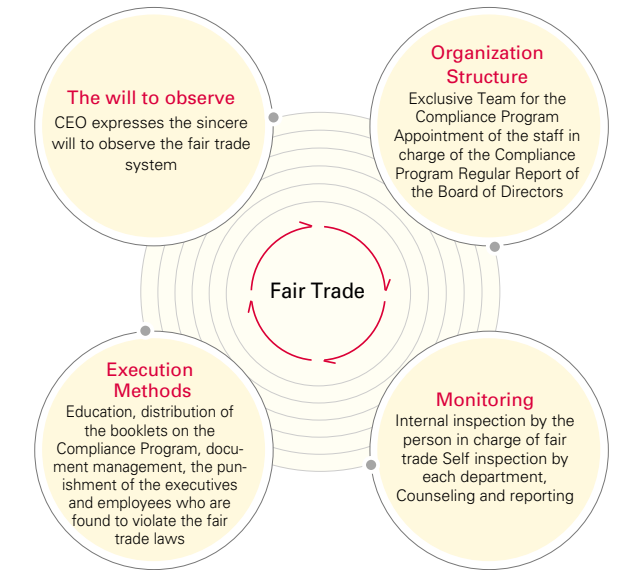 The will to observe
CEO expresses the sincere
will to observe the fair trade
system
Organization
Structure
Exclusive Team for the
Compliance Program
Appointment of the staff in
charge of the Compliance
Program Regular Report of
the Board of Directors
Fair Trade
Execution
Methods
Education, distribution of
the booklets on the
Compliance Program, docu-
ment management, the pun-
ishment of the executives
and employees who are
found to violate the fair
trade laws
Monitoring
Internal inspection by the
person in charge of fair
trade Self inspection by
each department,
Counseling and reporting